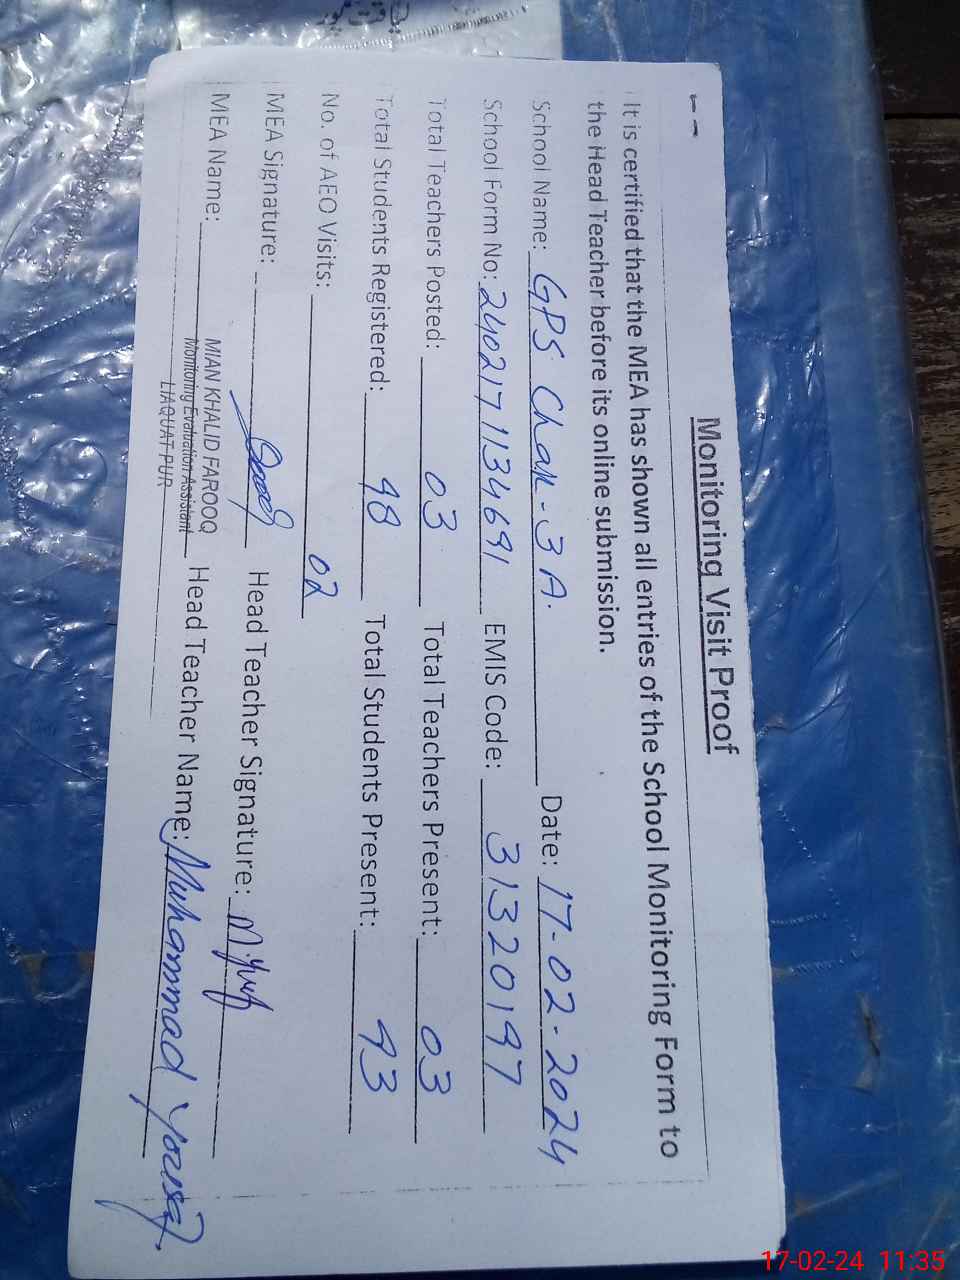 Monitoring Visit Proof
It is certified that the MEA has shown all entries of the School Monitoring Form to
the Head Teacher before its online submission.
School Name: GPS Chak-3A. Date: 17-02-2024
School Form No: 2402171134691 EMIS Code: 31320197
Total Teachers Posted: 03 Total Teachers Present: 03
Total Students Registered: 98 Total Students Present: 93
No. of AEO Visits: 02
MEA Signature: Head Teacher Signature:
MEA Name: MIAN KHALID FAROOQ Head Teacher Name: Muhammad Yousaf.
Monitoring Evaluation Assistant
LIAQUAT PUR
17-02-24 11:35